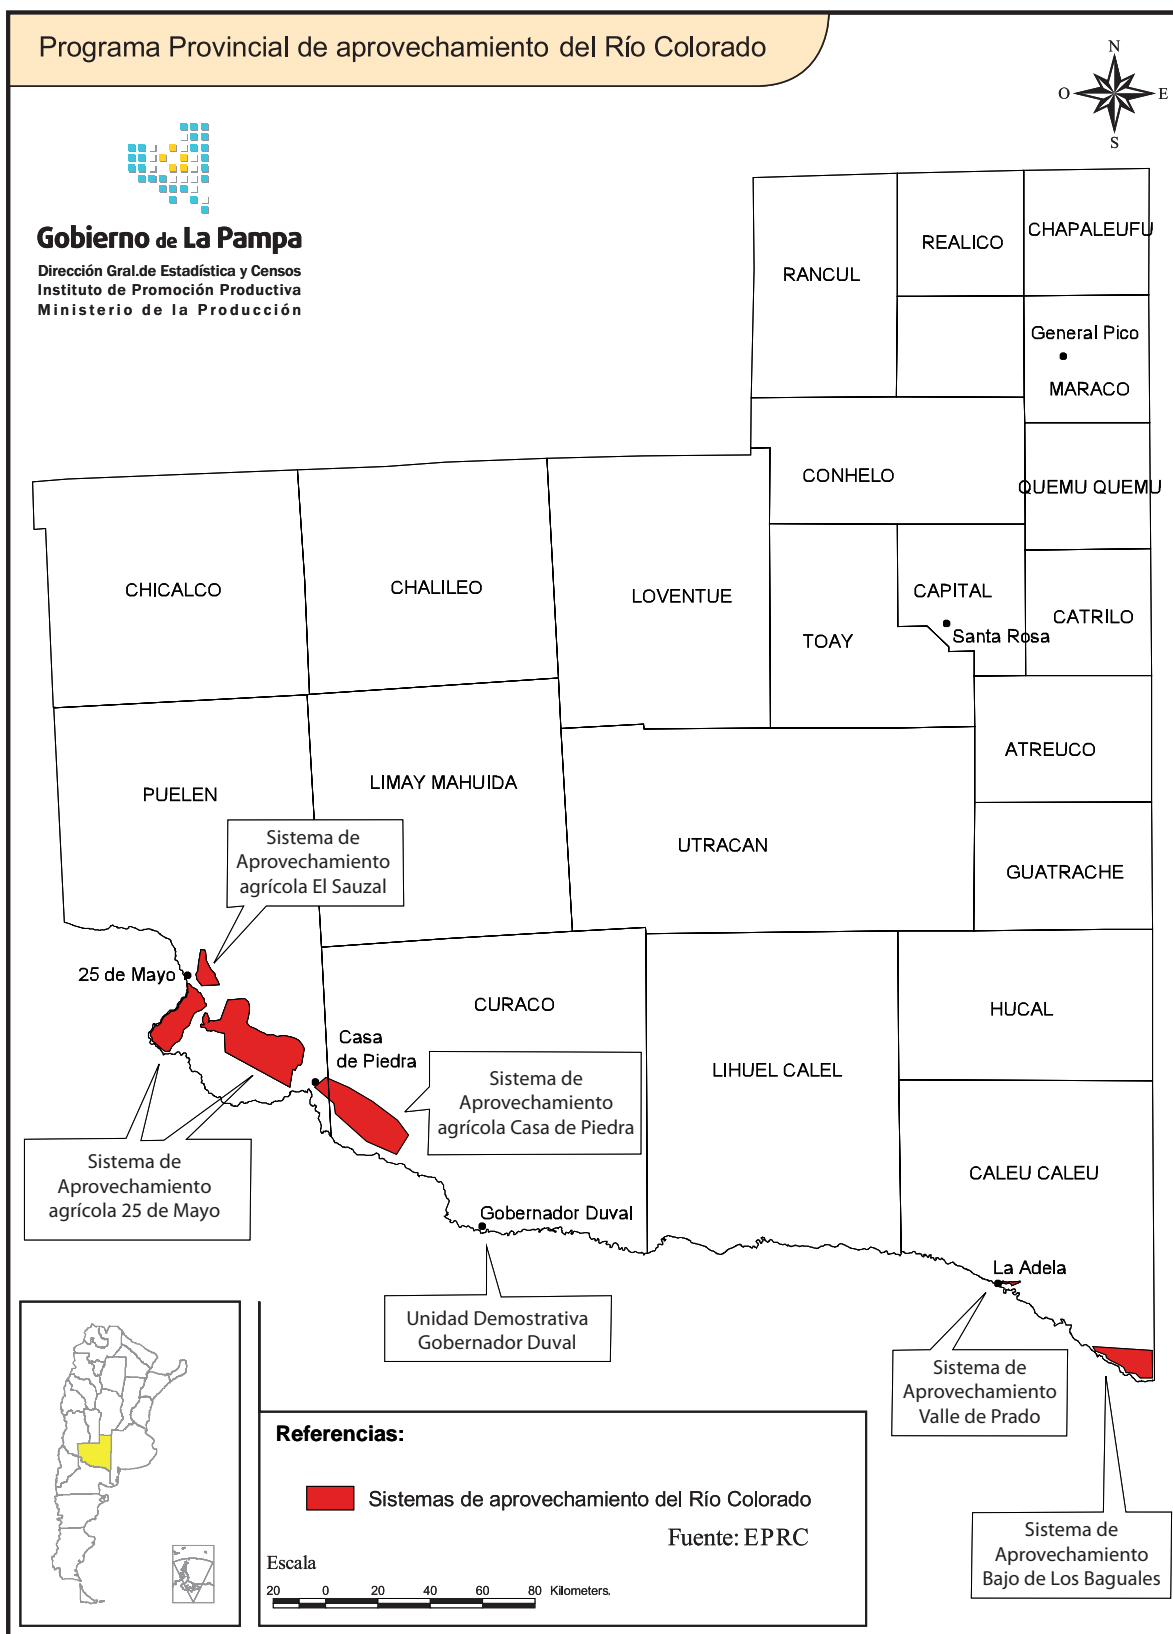 Programa Provincial de aprovechamiento del Río Colorado
N
O
E
S
Gobierno de La Pampa
Dirección Gral.de Estadística y Censos
Instituto de Promoción Productiva
Ministerio de la Producción
RANCUL
REALICO
CHAPALEUFU
General Pico
MARACO
CONHELO
QUEMU QUEMU
CHICALCO
CHALILEO
LOVENTUE
TOAY
CAPITAL
Santa Rosa
CATRILO
ATREUCO
PUELEN
LIMAY MAHUIDA
UTRACAN
GUATRACHE
Sistema de
Aprovechamiento
agrícola El Sauzal
25 de Mayo
CURACO
HUCAL
Casa
de Piedra
LIHUEL CALEL
Sistema de
Aprovechamiento
agrícola Casa de Piedra
Sistema de
Aprovechamiento
agrícola 25 de Mayo
CALEU CALEU
Gobernador Duval
La Adela
Unidad Demostrativa
Gobernador Duval
Sistema de
Aprovechamiento
Valle de Prado
Sistema de
Aprovechamiento
Bajo de Los Baguales
Referencias:
Sistemas de aprovechamiento del Río Colorado
Fuente: EPRC
Escala
20 0 20 40 60 80 Kilometers.